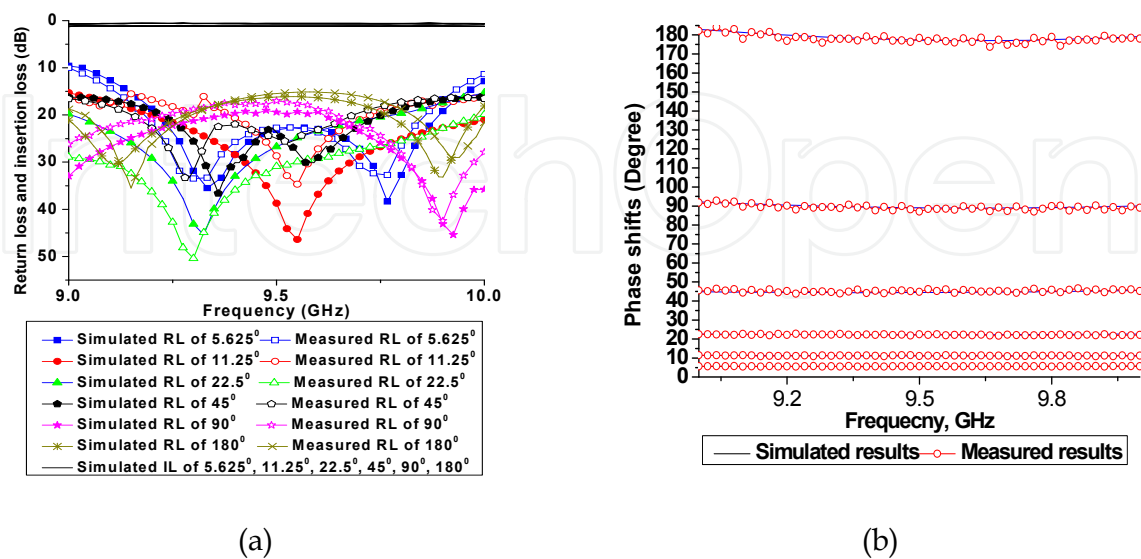 Return loss and insertion loss (dB)
0
10
20
30
40
50
9.0
9.5
10.0
Frequency (GHz)
Simulated RL of 5.625⁰
Measured RL of 5.625⁰
Simulated RL of 11.25⁰
Measured RL of 11.25⁰
Simulated RL of 22.5⁰
Measured RL of 22.5⁰
Simulated RL of 45⁰
Measured RL of 45⁰
Simulated RL of 90⁰
Measured RL of 90⁰
Simulated RL of 180⁰
Measured RL of 180⁰
Simulated IL of 5.625⁰, 11.25⁰, 22.5⁰, 45⁰, 90⁰, 180⁰
(a)
Phase shifts (Degree)
180
170
160
150
140
130
120
110
100
90
80
70
60
50
40
30
20
10
0
9.2
9.5
9.8
Frequecny, GHz
Simulated results
Measured results
(b)
IntechOpen